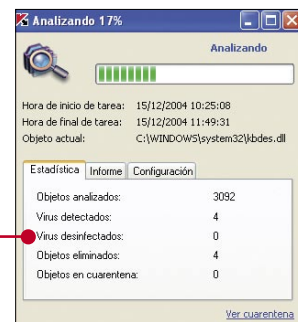 Analizando 17%
Analizando
Hora de inicio de tarea: 15/12/2004 10:25:08
Hora de final de tarea: 15/12/2004 11:49:31
Objeto actual: C:\WINDOWS\system32\kbdes.dll
Estadística Informe Configuración
Objetos analizados: 3092
Virus detectados: 4
Virus desinfectados: 0
Objetos eliminados: 4
Objetos en cuarentena: 0
Ver cuarentena